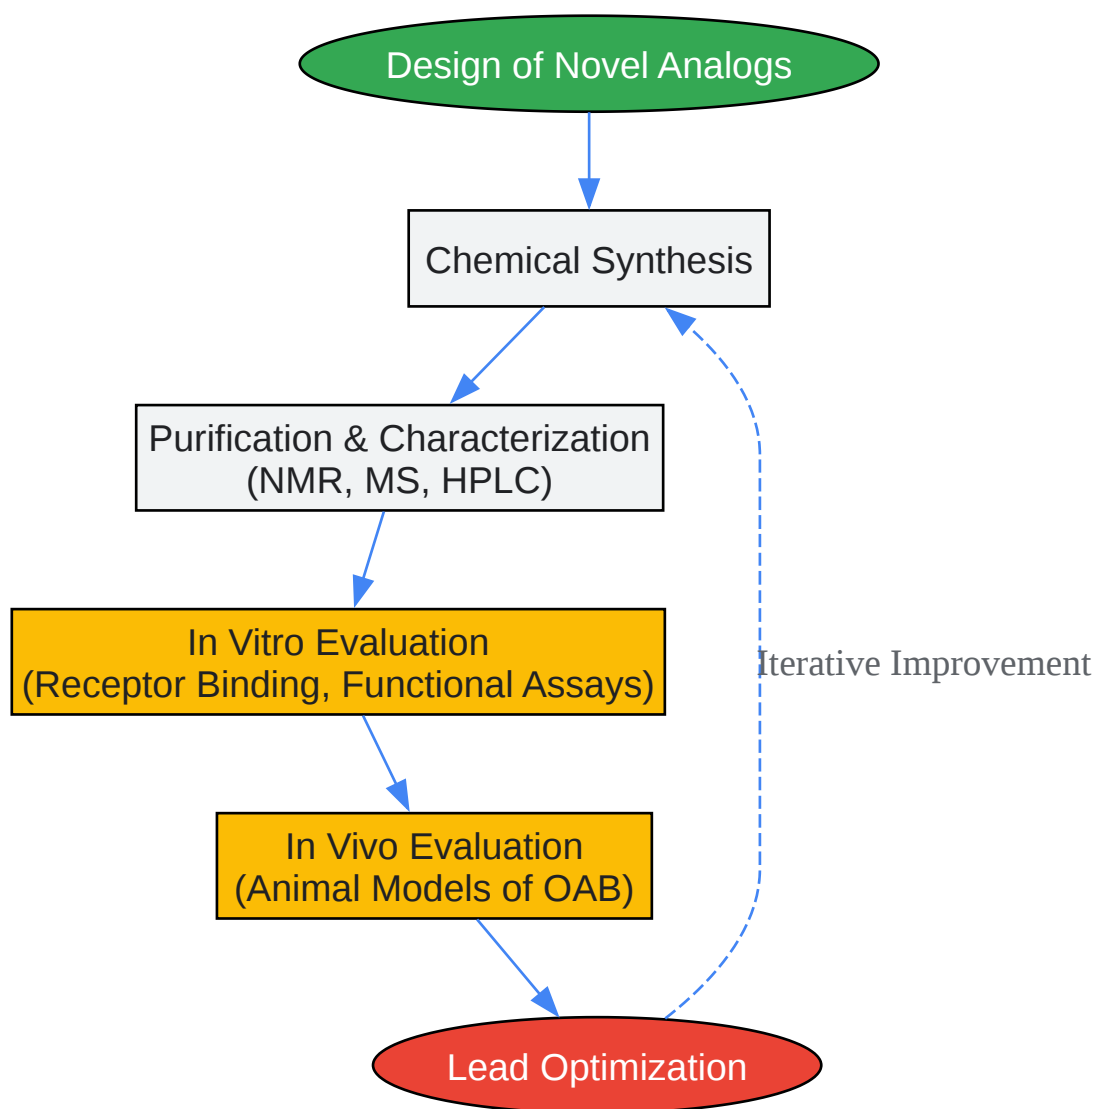 Design of Novel Analogs
Chemical Synthesis
Purification & Characterization
(NMR, MS, HPLC)
In Vitro Evaluation
(Receptor Binding, Functional Assays)
Iterative Improvement
In Vivo Evaluation
(Animal Models of OAB)
Lead Optimization